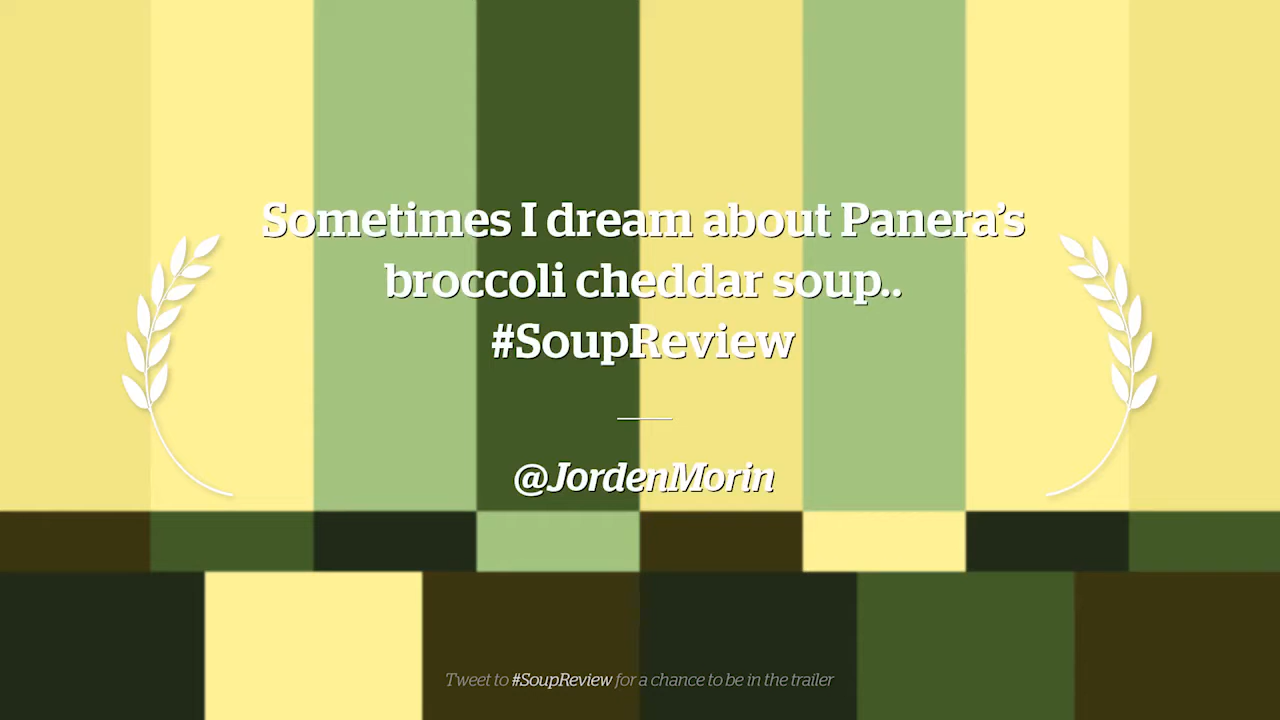 Sometimes I dream about Panera’s
broccoli cheddar soup..
#SoupReview
@JordenMorin
Tweet to #SoupReview for a chance to be in the trailer